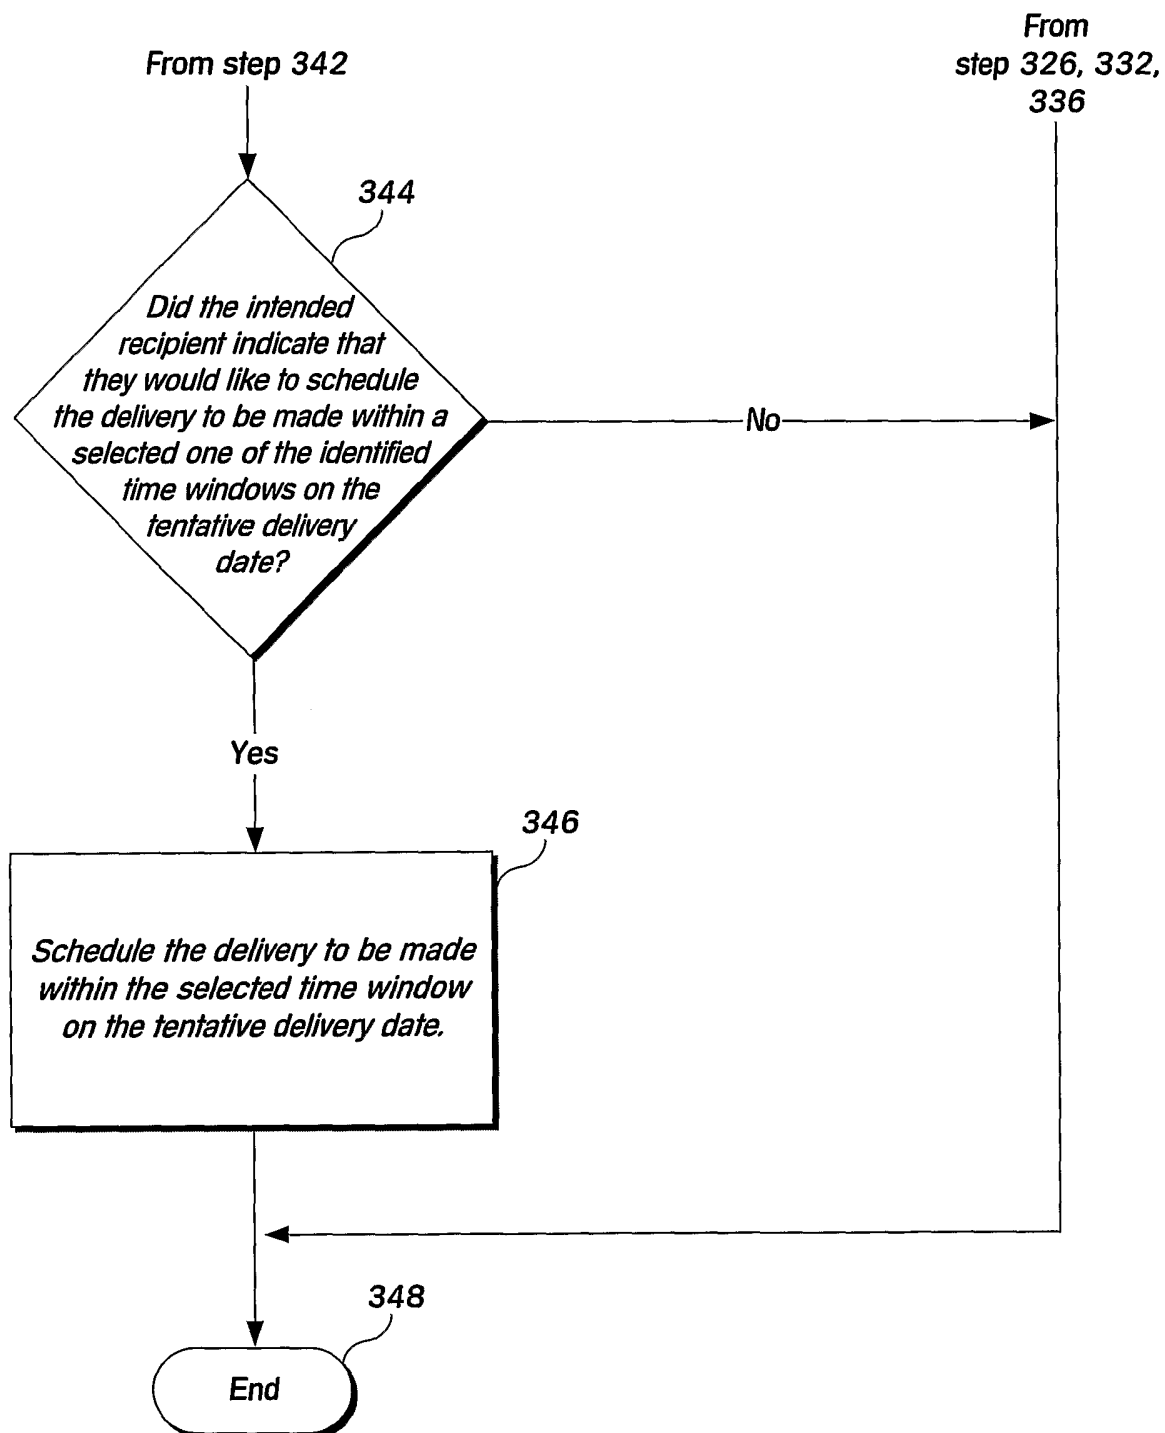 From step 342
From
step 326, 332,
336
344
Did the intended
recipient indicate that
they would like to schedule
the delivery to be made within a
selected one of the identified
time windows on the
tentative delivery
date?
No
Yes
346
Schedule the delivery to be made
within the selected time window
on the tentative delivery date.
348
End